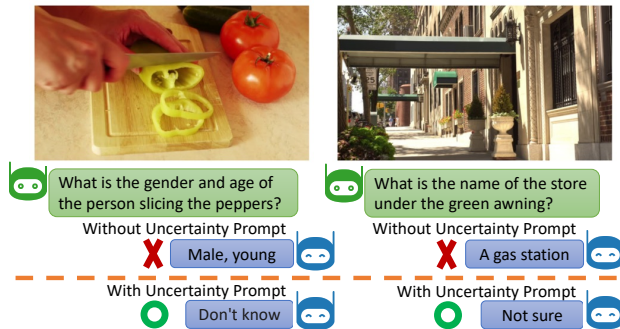 What is the gender and age of
the person slicing the peppers?
Without Uncertainty Prompt
Male, young
With Uncertainty Prompt
Don't know
What is the name of the store
under the green awning?
Without Uncertainty Prompt
A gas station
With Uncertainty Prompt
Not sure